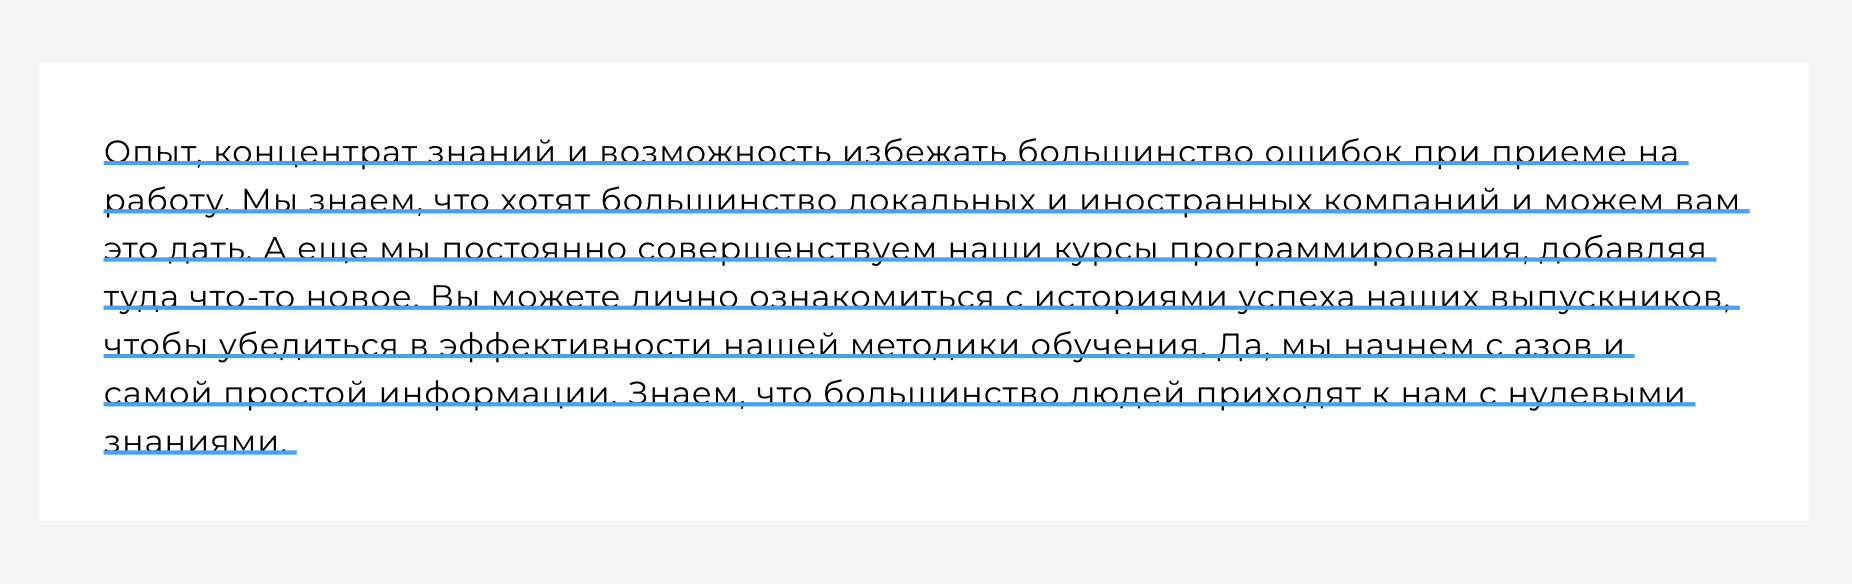 Опыт, концентрат знаний и возможность избежать большинство ошибок при приеме на
работу. Мы знаем, что хотят большинство локальных и иностранных компаний и можем вам
это дать. А еще мы постоянно совершенствуем наши курсы программирования, добавляя
туда что-то новое. Вы можете лично ознакомиться с историями успеха наших выпускников,
чтобы убедиться в эффективности нашей методики обучения. Да, мы начнем с азов и
самой простой информации. Знаем, что большинство людей приходят к нам с нулевыми
знаниями.